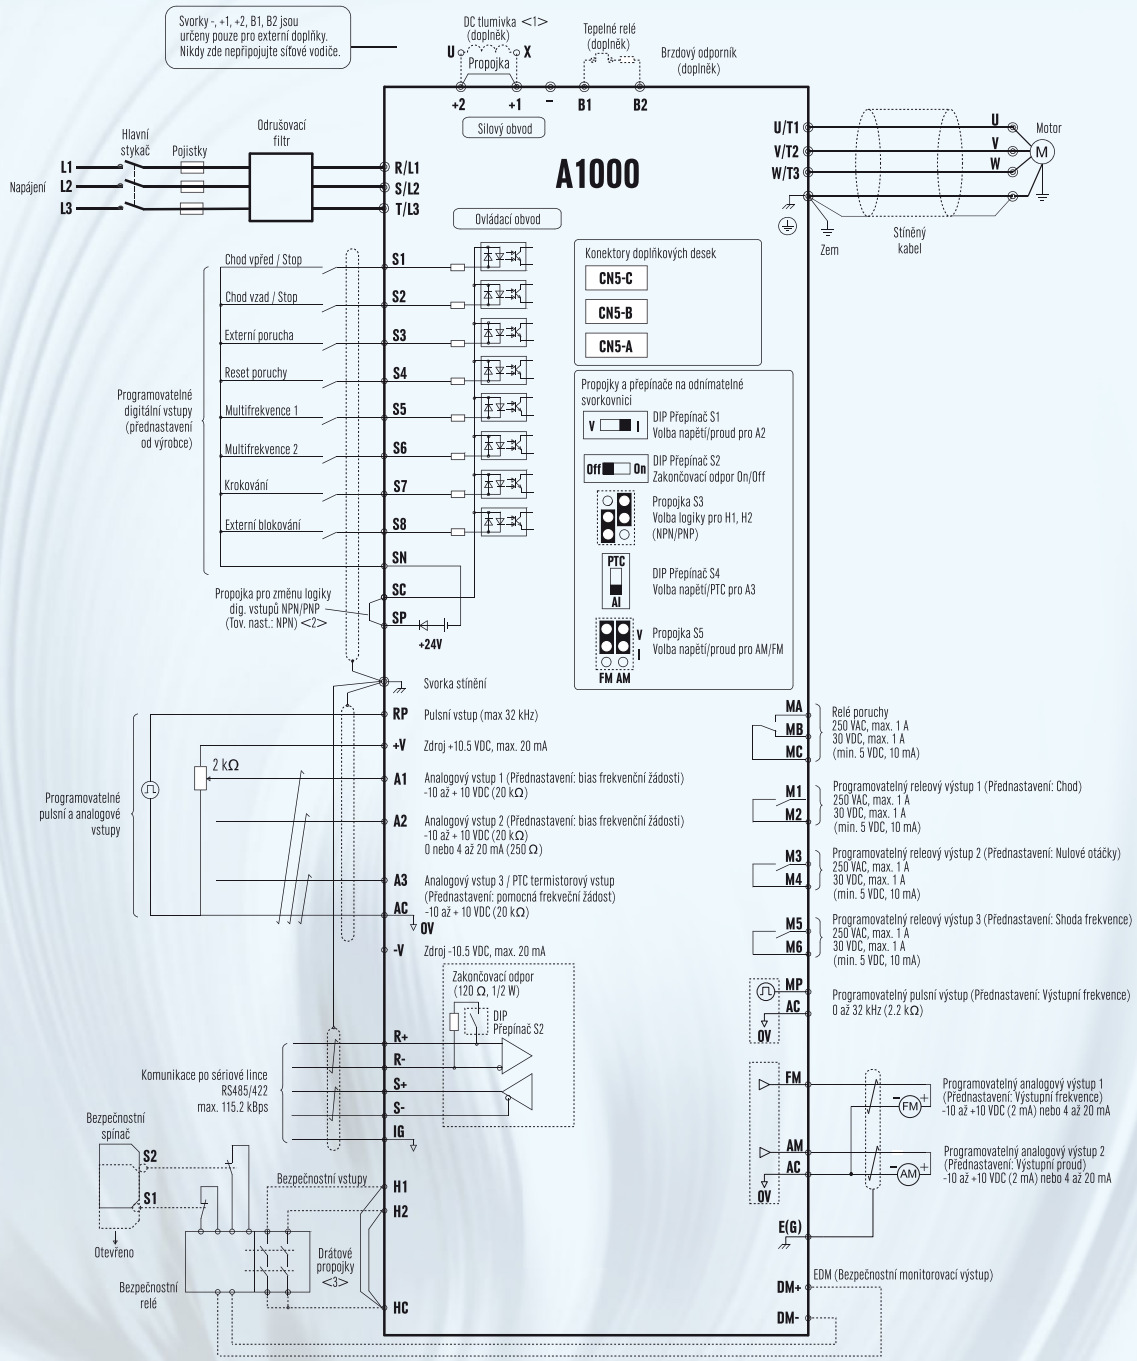 Svorky -, +1, +2, B1, B2 jsou
určeny pouze pro externí doplňky.
Nikdy zde nepřipojujte síťové vodiče.
DC tlumivka <1>
(doplněk)
U
X
Propojka
Tepelné relé
(doplněk)
Brzdový odporník
(doplněk)
+2
+1
–
B1
B2
Silový obvod
A1000
Hlavní
stykač
Pojistky
Odrušovací
filtr
Napájení
L1
L2
L3
R/L1
S/L2
T/L3
U/T1
V/T2
W/T3
U
V
W
Motor
M
Zem
Stíněný
kabel
Ovládací obvod
Programovatelné
digitální vstupy
(přednastavení
od výrobce)
Chod vpřed / Stop
S1
Chod vzad / Stop
S2
Externí porucha
S3
Reset poruchy
S4
Multifrekvence 1
S5
Multifrekvence 2
S6
Krokování
S7
Externí blokování
S8
SN
SC
SP
+24V
Propojka pro změnu logiky
dig. vstupů NPN/PNP
(Tov. nast.: NPN) <2>
Konektory doplňkových desek
CN5-C
CN5-B
CN5-A
Propojky a přepínače na odnímatelné
svorkovnici
V
I
DIP Přepínač S1
Volba napětí/proud pro A2
Off
On
DIP Přepínač S2
Zakončovací odpor On/Off
Propojka S3
Volba logiky pro H1, H2
(NPN/PNP)
PTC
AI
DIP Přepínač S4
Volba napětí/PTC pro A3
V
I
FM AM
Propojka S5
Volba napětí/proud pro AM/FM
Svorka stínění
Programovatelné
pulsní a analogové
vstupy
2 kΩ
RP
Pulsní vstup (max 32 kHz)
+V
Zdroj +10.5 VDC, max. 20 mA
A1
Analogový vstup 1 (Přednastavení: bias frekvenční žádosti)
-10 až + 10 VDC (20 kΩ)
A2
Analogový vstup 2 (Přednastavení: bias frekvenční žádosti)
-10 až + 10 VDC (20 kΩ)
0 nebo 4 až 20 mA (250 Ω)
A3
Analogový vstup 3 / PTC termistorový vstup
(Přednastavení: pomocná frekveční žádost)
-10 až + 10 VDC (20 kΩ)
AC
0V
-V
Zdroj -10.5 VDC, max. 20 mA
Zakončovací odpor
(120 Ω, 1/2 W)
DIP
Přepínač S2
Komunikace po sériové lince
RS485/422
max. 115.2 kBps
R+
R-
S+
S-
IG
Bezpečnostní
spínač
S2
S1
Otevřeno
Bezpečnostní
relé
Bezpečnostní vstupy
H1
H2
Drátové
propojky
<3>
HC
MA
MB
MC
Relé poruchy
250 VAC, max. 1 A
30 VDC, max. 1 A
(min. 5 VDC, 10 mA)
M1
M2
Programovatelný releový výstup 1 (Přednastavení: Chod)
250 VAC, max. 1 A
30 VDC, max. 1 A
(min. 5 VDC, 10 mA)
M3
M4
Programovatelný releový výstup 2 (Přednastavení: Nulové otáčky)
250 VAC, max. 1 A
30 VDC, max. 1 A
(min. 5 VDC, 10 mA)
M5
M6
Programovatelný releový výstup 3 (Přednastavení: Shoda frekvence)
250 VAC, max. 1 A
30 VDC, max. 1 A
(min. 5 VDC, 10 mA)
MP
AC
0V
Programovatelný pulsní výstup (Přednastavení: Výstupní frekvence)
0 až 32 kHz (2.2 kΩ)
FM
- FM +
Programovatelný analogový výstup 1
(Přednastavení: Výstupní frekvence)
-10 až +10 VDC (2 mA) nebo 4 až 20 mA
AM
AC
0V
- AM +
Programovatelný analogový výstup 2
(Přednastavení: Výstupní proud)
-10 až +10 VDC (2 mA) nebo 4 až 20 mA
E(G)
EDM (Bezpečnostní monitorovací výstup)
DM+
DM-